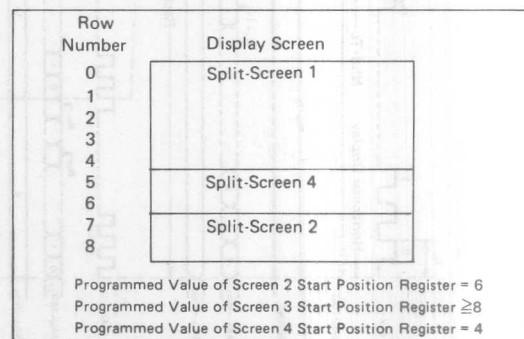 Row
Number Display Screen
0 Split-Screen 1
1
2
3
4
5 Split-Screen 4
6
7 Split-Screen 2
8
Programmed Value of Screen 2 Start Position Register = 6
Programmed Value of Screen 3 Start Position Register ≧8
Programmed Value of Screen 4 Start Position Register = 4